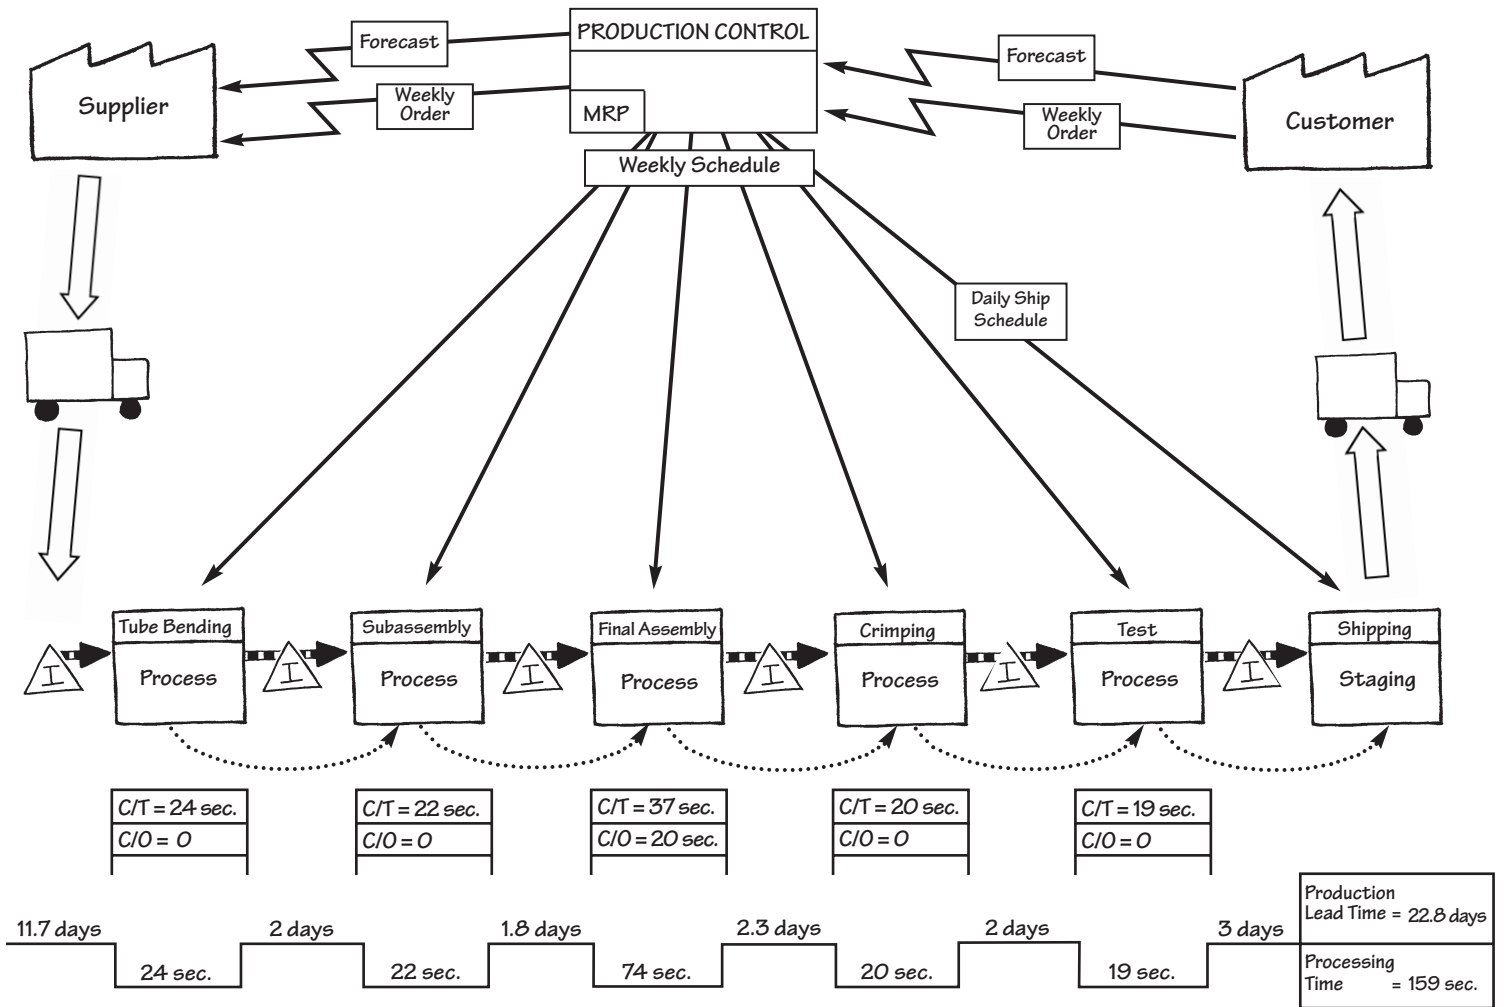 Supplier
Forecast
Weekly
Order
PRODUCTION CONTROL
MRP
Forecast
Weekly
Order
Customer
Weekly Schedule
Daily Ship
Schedule
I
Tube Bending
Process
I
Subassembly
Process
I
Final Assembly
Process
I
Crimping
Process
I
Test
Process
I
Shipping
Staging
C/T = 24 sec.
C/O = 0
C/T = 22 sec.
C/O = 0
C/T = 37 sec.
C/O = 20 sec.
C/T = 20 sec.
C/O = 0
C/T = 19 sec.
C/O = 0
11.7 days
24 sec.
2 days
22 sec.
1.8 days
74 sec.
2.3 days
20 sec.
2 days
19 sec.
3 days
Production
Lead Time = 22.8 days
Processing
Time = 159 sec.